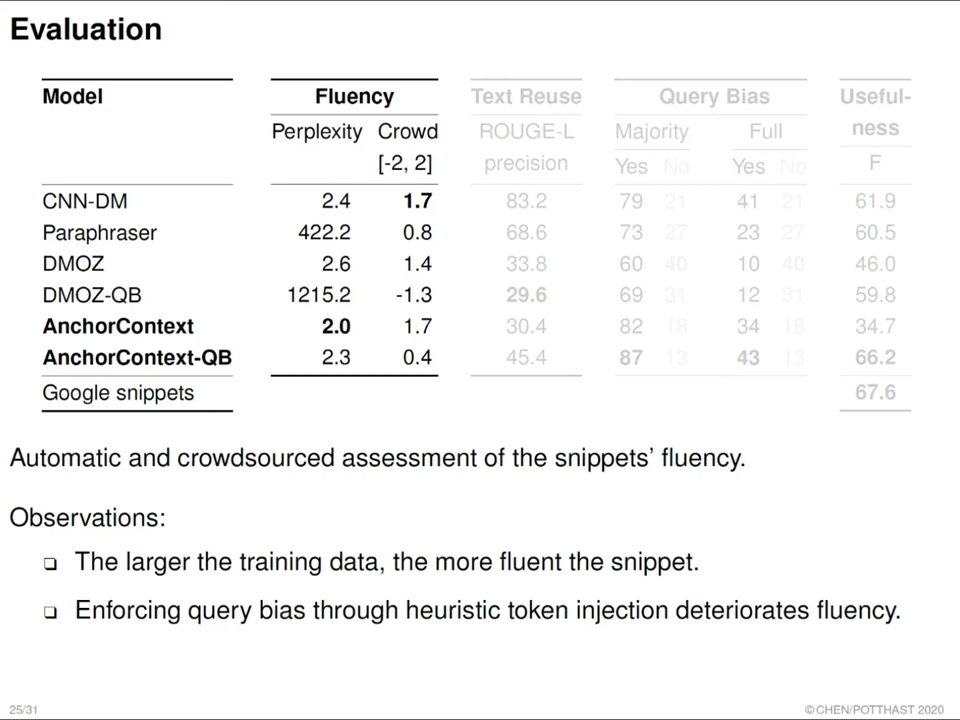 Evaluation
Model Fluency Text Reuse Query Bias Useful-
Perplexity Crowd ROUGE-L Majority Full ness
[-2, 2] precision Yes No Yes No F
CNN-DM 2.4 1.7 83.2 79 21 41 21 61.9
Paraphraser 422.2 0.8 68.6 73 27 23 27 60.5
DMOZ 2.6 1.4 33.8 60 40 10 40 46.0
DMOZ-QB 1215.2 -1.3 29.6 69 31 12 31 59.8
AnchorContext 2.0 1.7 30.4 82 18 34 18 34.7
AnchorContext-QB 2.3 0.4 45.4 87 13 43 13 66.2
Google snippets 67.6
Automatic and crowdsourced assessment of the snippets’ fluency.
Observations:
❑ The larger the training data, the more fluent the snippet.
❑ Enforcing query bias through heuristic token injection deteriorates fluency.
25/31 ©CHEN/POTTHAST 2020